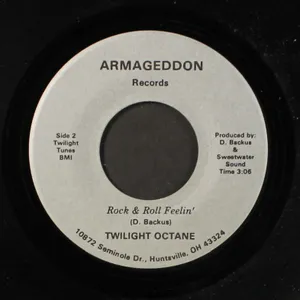 ARMAGEDDON
Records
Side 2
Twilight
Tunes
BMI
Produced by:
D. Backus
&
Sweetwater
Sound
Time 3:06
Rock & Roll Feelin'
(D. Backus)
TWILIGHT OCTANE
10872 Seminole Dr., Huntsville, OH 43324